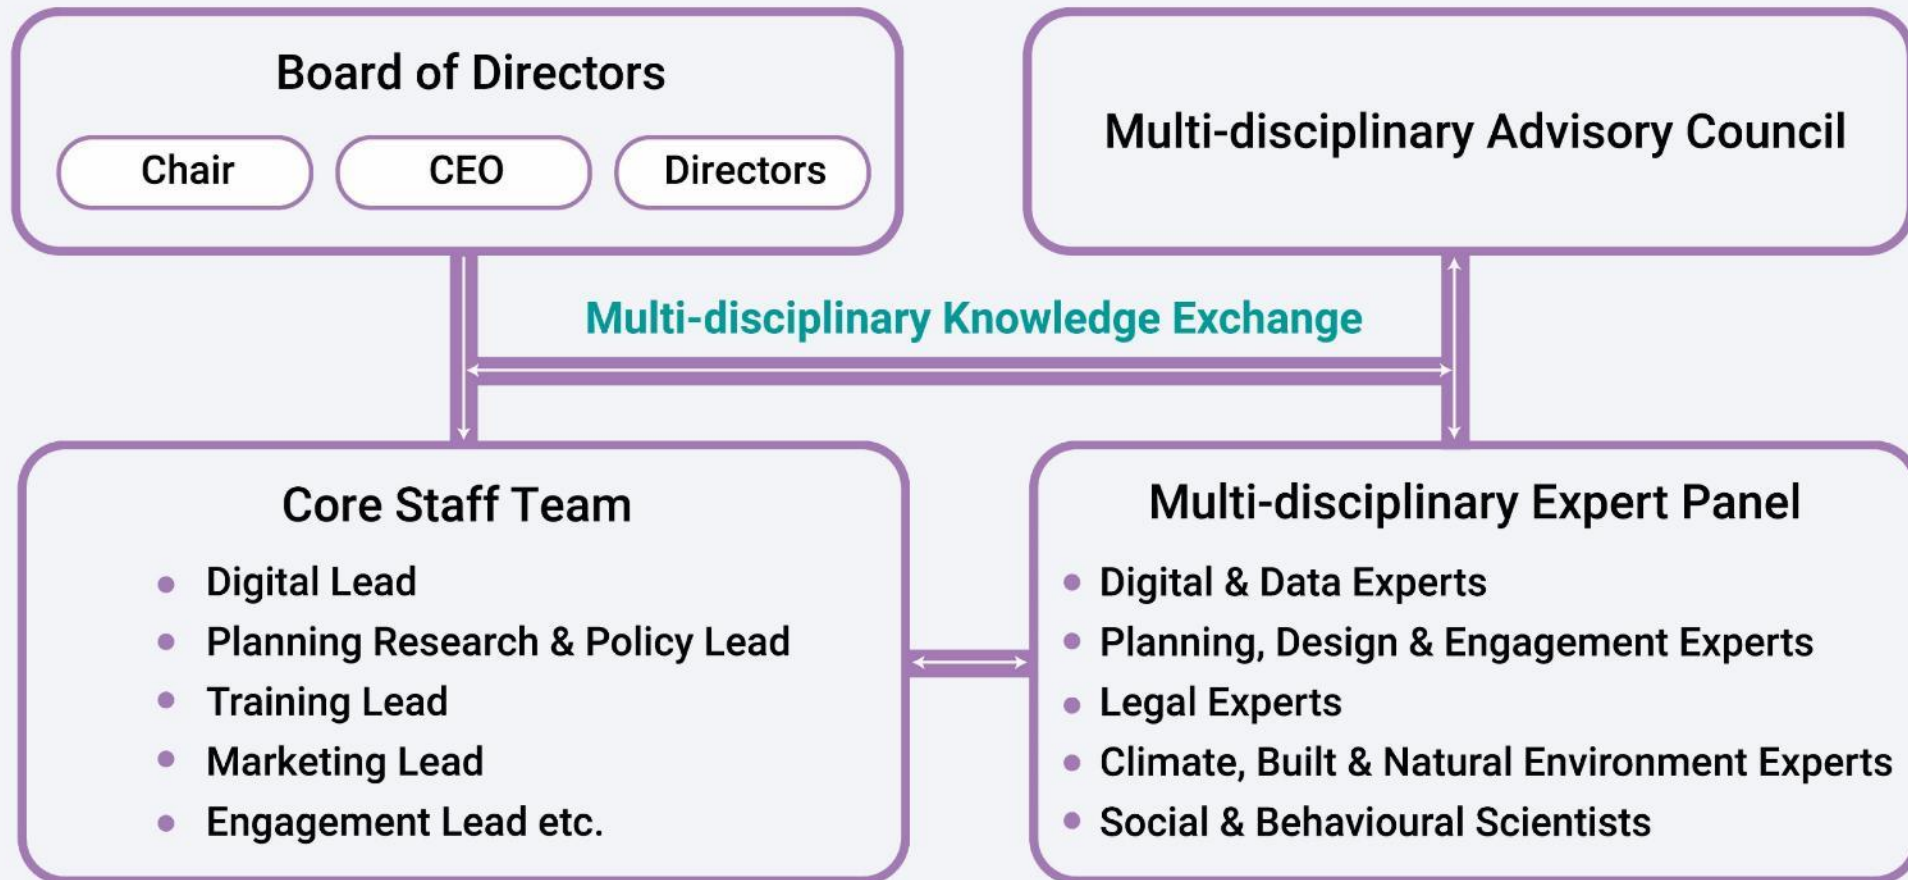 Board of Directors
Chair
CEO
Directors
Multi-disciplinary Advisory Council
Multi-disciplinary Knowledge Exchange
Core Staff Team
Digital Lead
Planning Research & Policy Lead
Training Lead
Marketing Lead
Engagement Lead etc.
Multi-disciplinary Expert Panel
Digital & Data Experts
Planning, Design & Engagement Experts
Legal Experts
Climate, Built & Natural Environment Experts
Social & Behavioural Scientists